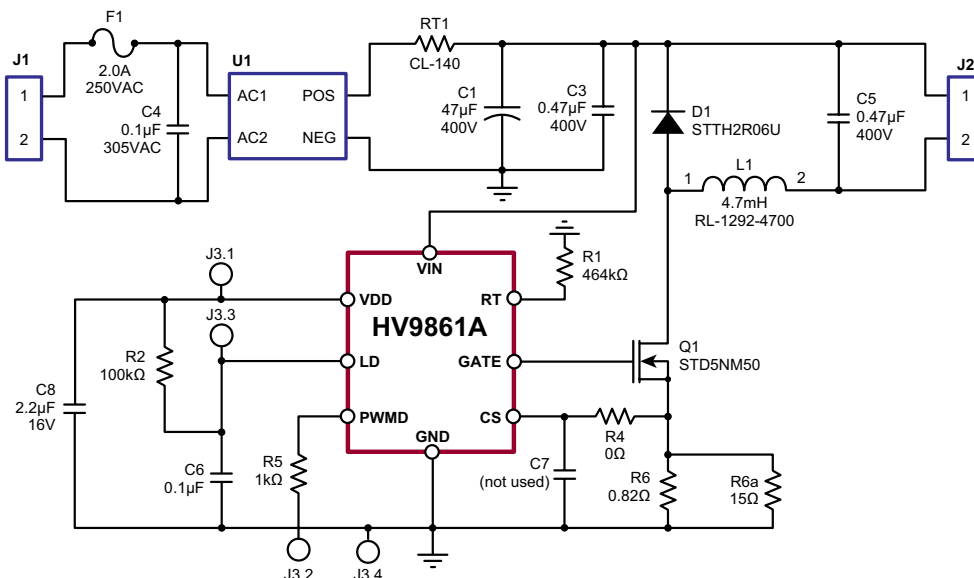 F1
2.0A
250VAC
J1
1
2
C4
0.1µF
305VAC
U1
AC1
POS
AC2
NEG
RT1
CL-140
C1
47µF
400V
C3
0.47µF
400V
D1
STTH2R06U
C5
0.47µF
400V
J2
1
2
L1
1
2
4.7mH
RL-1292-4700
J3.1
J3.3
R2
100kΩ
C8
2.2µF
16V
C6
0.1µF
R5
1kΩ
J3.2
J3.4
VIN
VDD
RT
HV9861A
LD
GATE
PWMD
CS
GND
R1
464kΩ
Q1
STD5NM50
C7
(not used)
R4
0Ω
R6
0.82Ω
R6a
15Ω